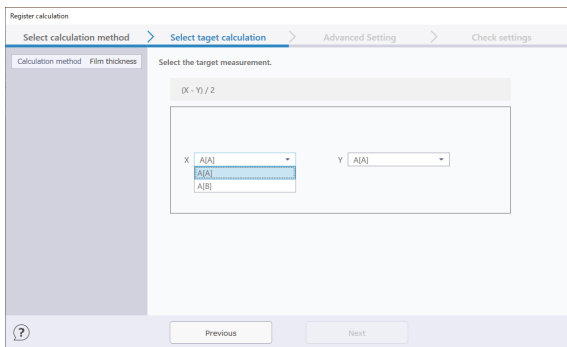 Register calculation
Select calculation method
Select taget calculation
Advanced Setting
Check settings
Calculation method Film thickness
Select the target measurement.
(X - Y) / 2
X A[A] Y A[A]
A[A]
A[B]
? Previous Next